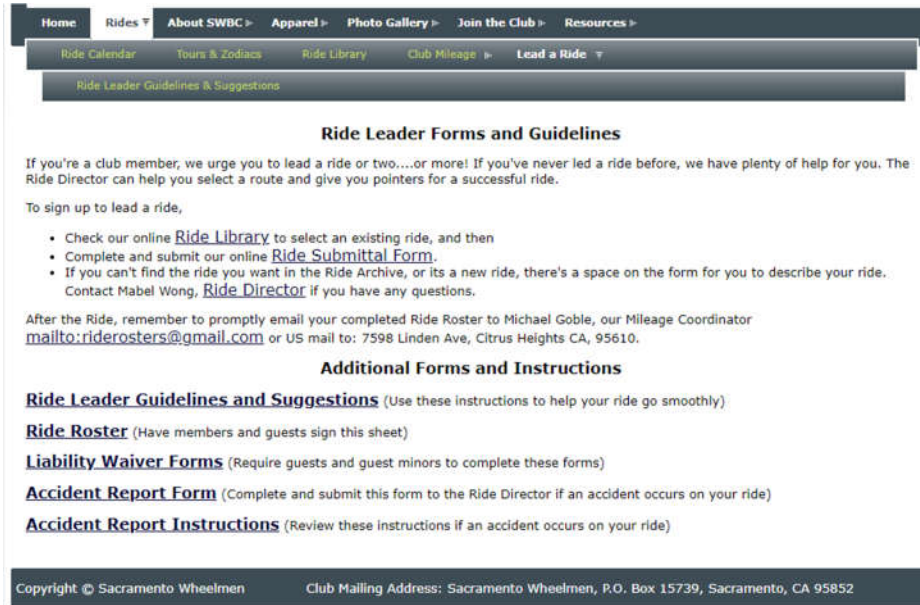 Home Rides About SWBC Apparel Photo Gallery Join the Club Resources
Ride Calendar Tours & Zodiacs Ride Library Club Mileage Lead a Ride
Ride Leader Guidelines & Suggestions
Ride Leader Forms and Guidelines
If you're a club member, we urge you to lead a ride or two....or more! If you've never led a ride before, we have plenty of help for you. The
Ride Director can help you select a route and give you pointers for a successful ride.
To sign up to lead a ride,
• Check our online Ride Library to select an existing ride, and then
• Complete and submit our online Ride Submittal Form.
• If you can't find the ride you want in the Ride Archive, or its a new ride, there's a space on the form for you to describe your ride.
Contact Mabel Wong, Ride Director if you have any questions.
After the Ride, remember to promptly email your completed Ride Roster to Michael Goble, our Mileage Coordinator
mailto:riderosters@gmail.com or US mail to: 7598 Linden Ave, Citrus Heights CA, 95610.
Additional Forms and Instructions
Ride Leader Guidelines and Suggestions (Use these instructions to help your ride go smoothly)
Ride Roster (Have members and guests sign this sheet)
Liability Waiver Forms (Require guests and guest minors to complete these forms)
Accident Report Form (Complete and submit this form to the Ride Director if an accident occurs on your ride)
Accident Report Instructions (Review these instructions if an accident occurs on your ride)
Copyright © Sacramento Wheelmen Club Mailing Address: Sacramento Wheelmen, P.O. Box 15739, Sacramento, CA 95852